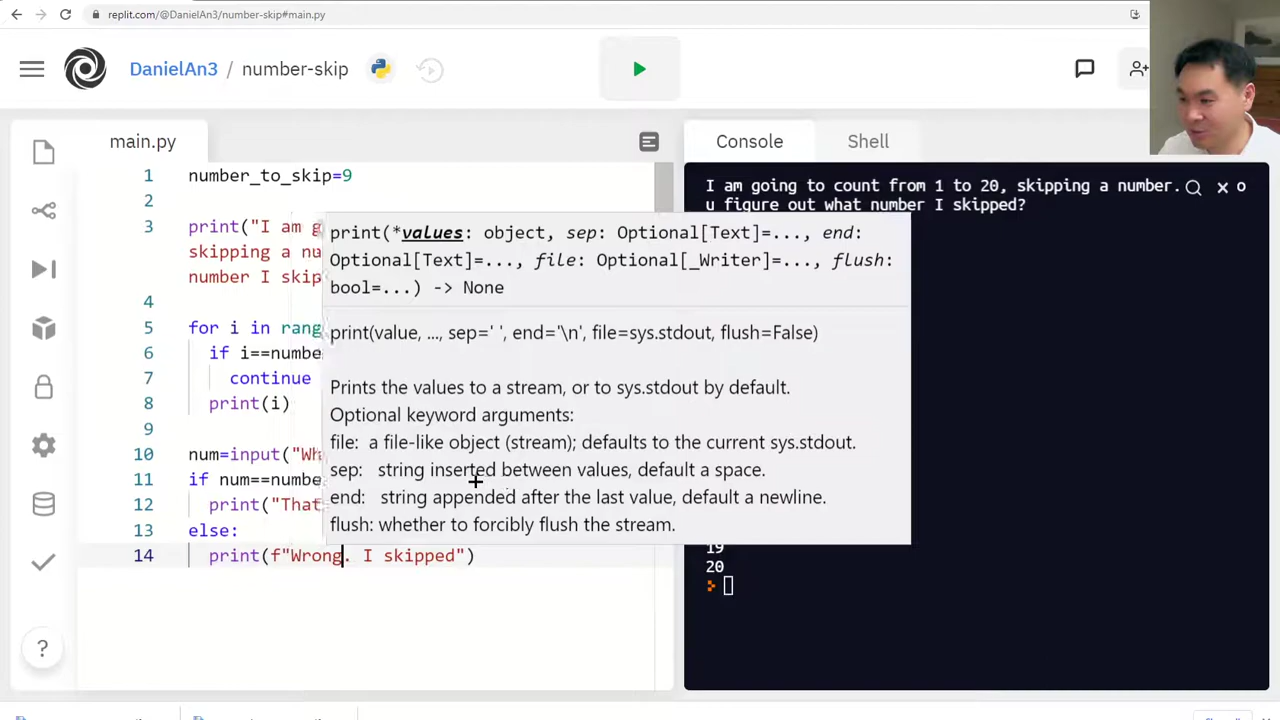 replit.com/@DanielAn3/number-skip#main.py
DanielAn3 / number-skip
main.py
Console
Shell
1 number_to_skip=9
2
3 print("I am g
skipping a nu
number I skip
4
5 for i in rang
6 if i==numbe
7 continue
8 print(i)
9
10 num=input("Wh
11 if num==numbe
12 print("That
13 else:
14 print(f"Wrong. I skipped")
print(*values: object, sep: Optional[Text]=..., end:
Optional[Text]=..., file: Optional[_Writer]=..., flush:
bool=...) -> None
print(value, ..., sep=' ', end='\n', file=sys.stdout, flush=False)
Prints the values to a stream, or to sys.stdout by default.
Optional keyword arguments:
file: a file-like object (stream); defaults to the current sys.stdout.
sep: string inserted between values, default a space.
end: string appended after the last value, default a newline.
flush: whether to forcibly flush the stream.
I am going to count from 1 to 20, skipping a number. o
u figure out what number I skipped?
19
20
?